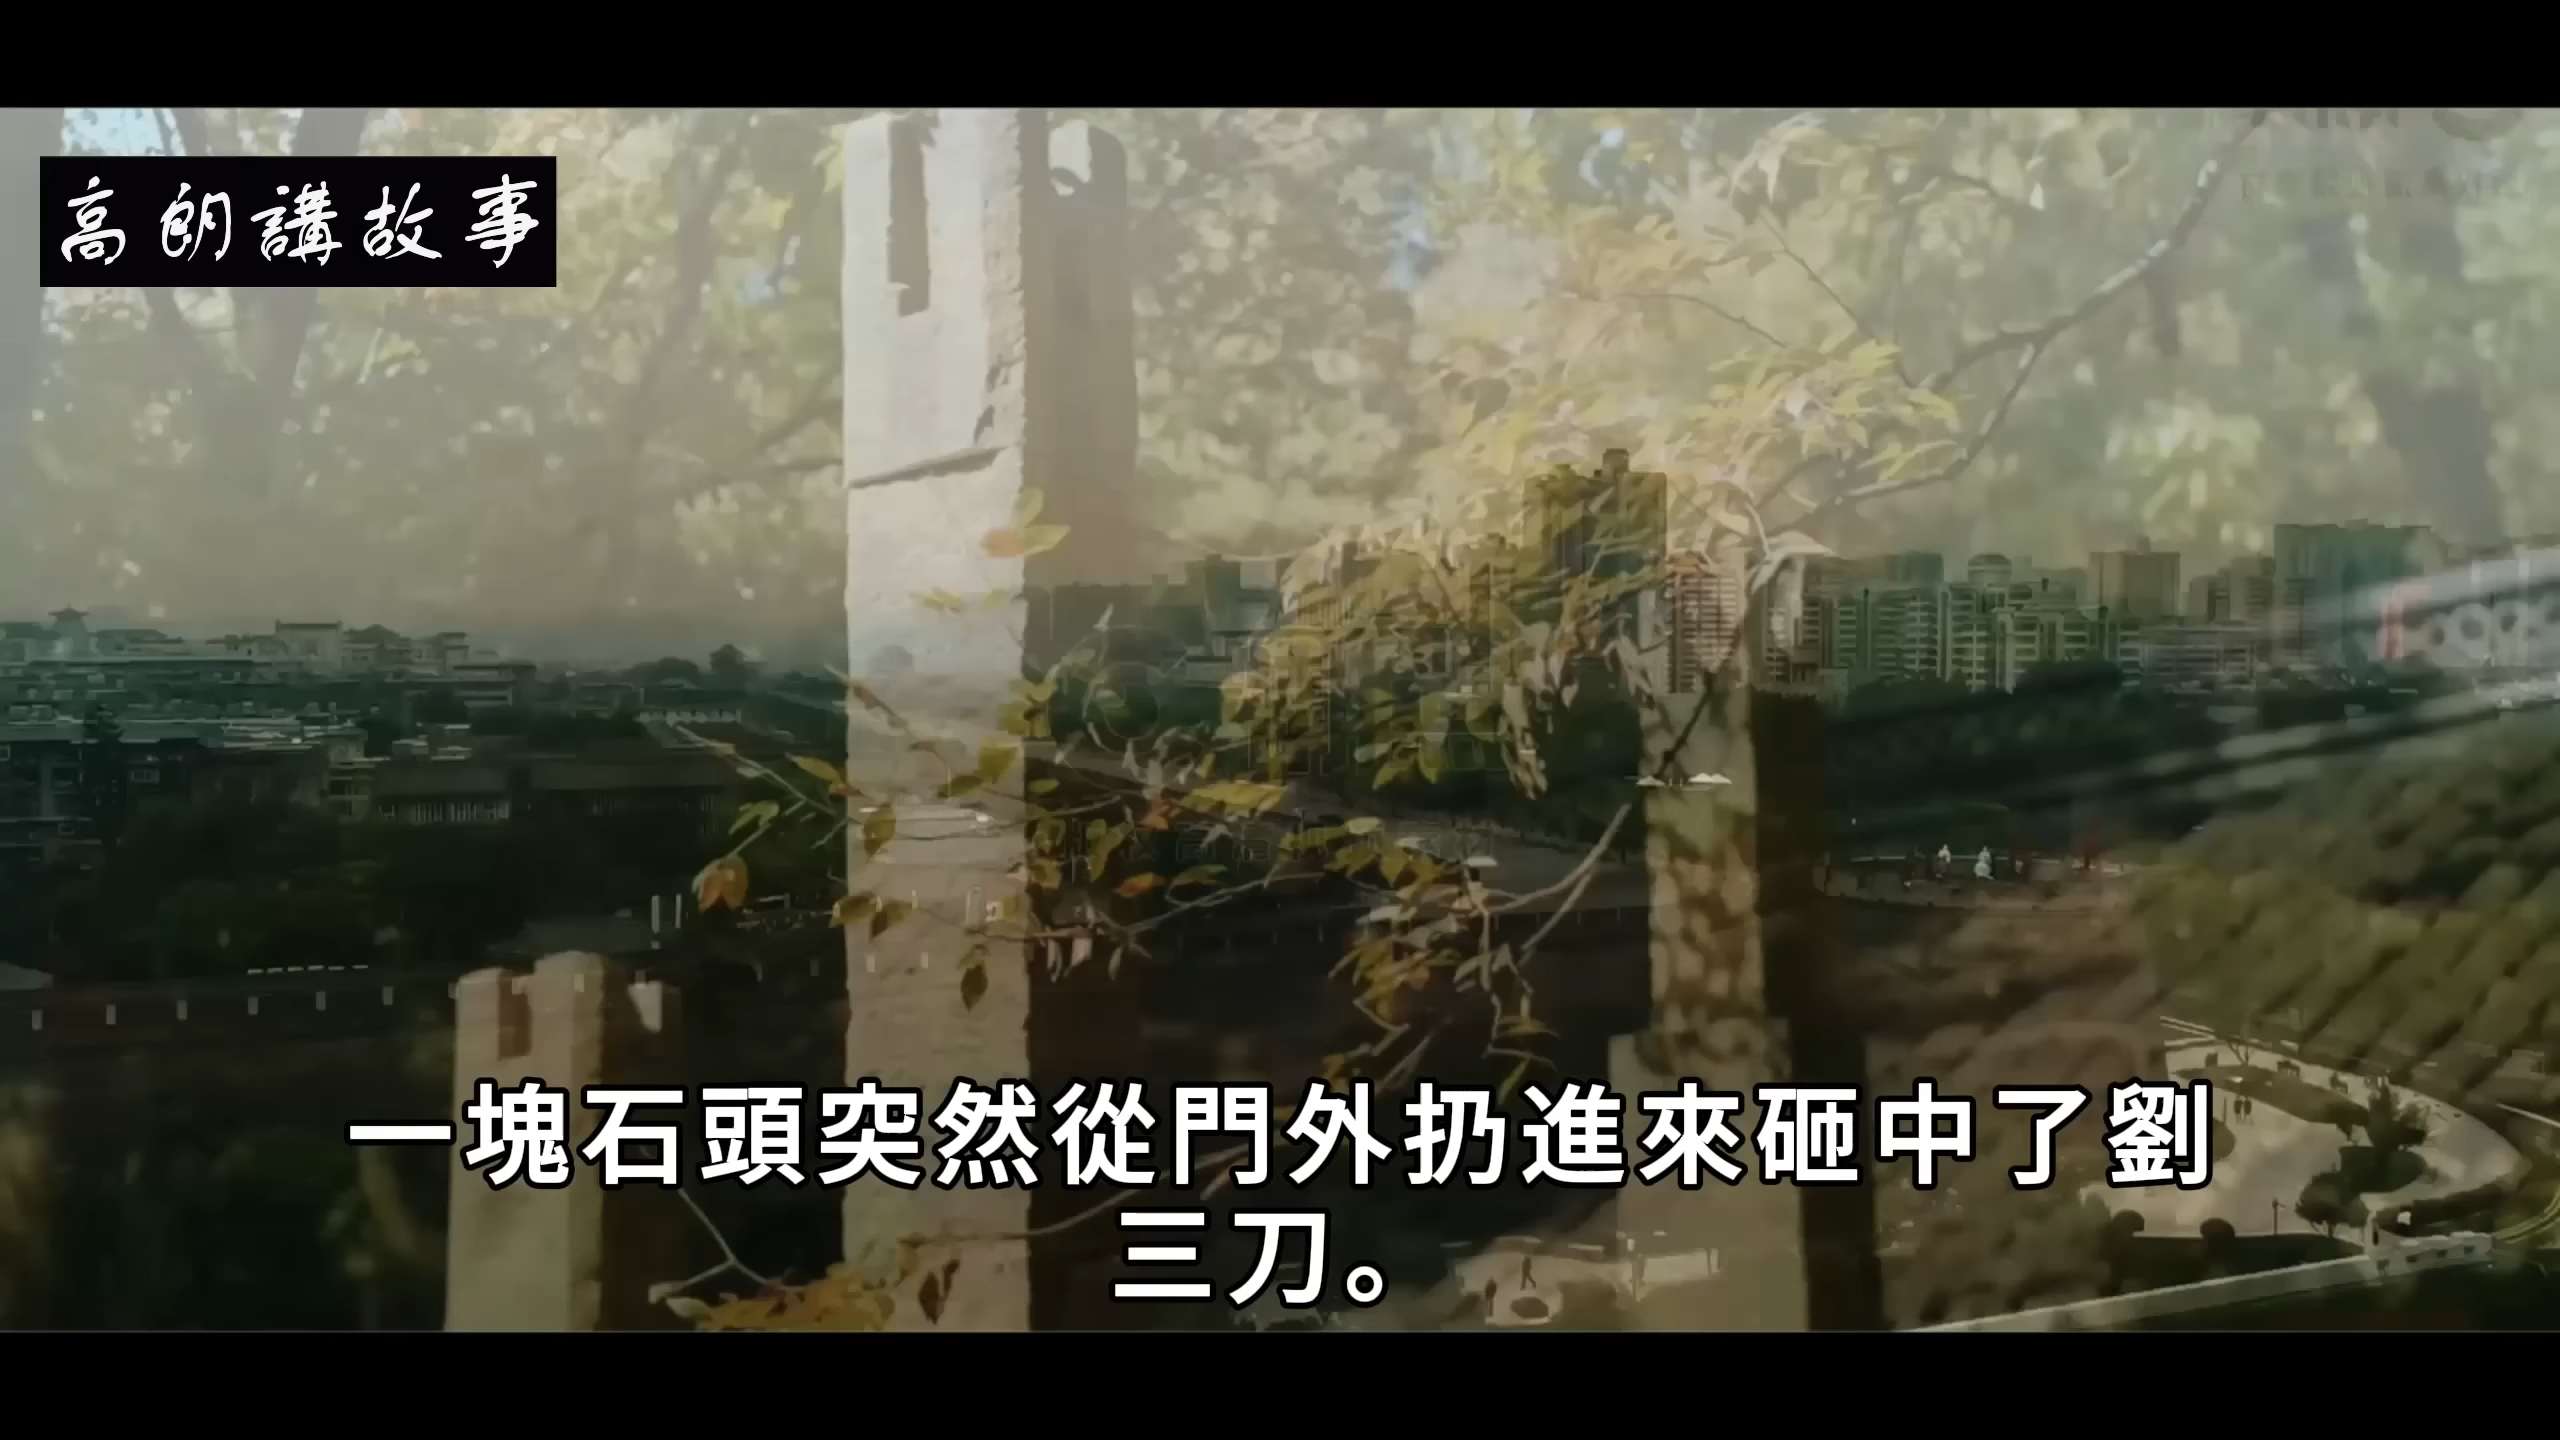 高朗講故事
一塊石頭突然從門外扔進來砸中了劉
三刀。